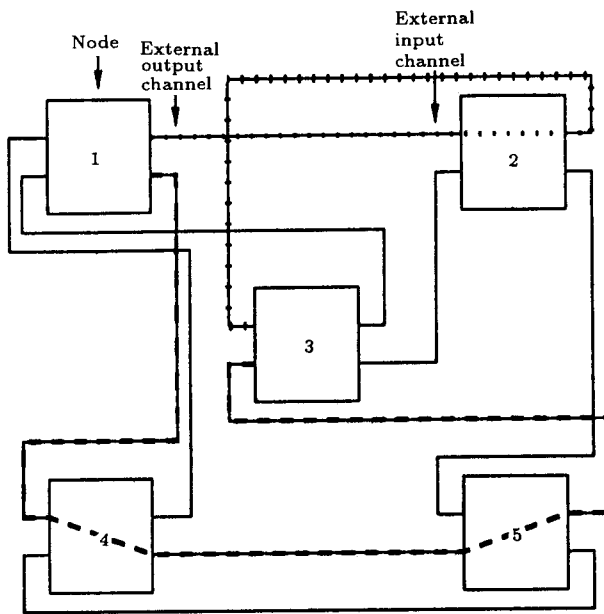 Node
External
output
channel
External
input
channel
1
2
3
4
5